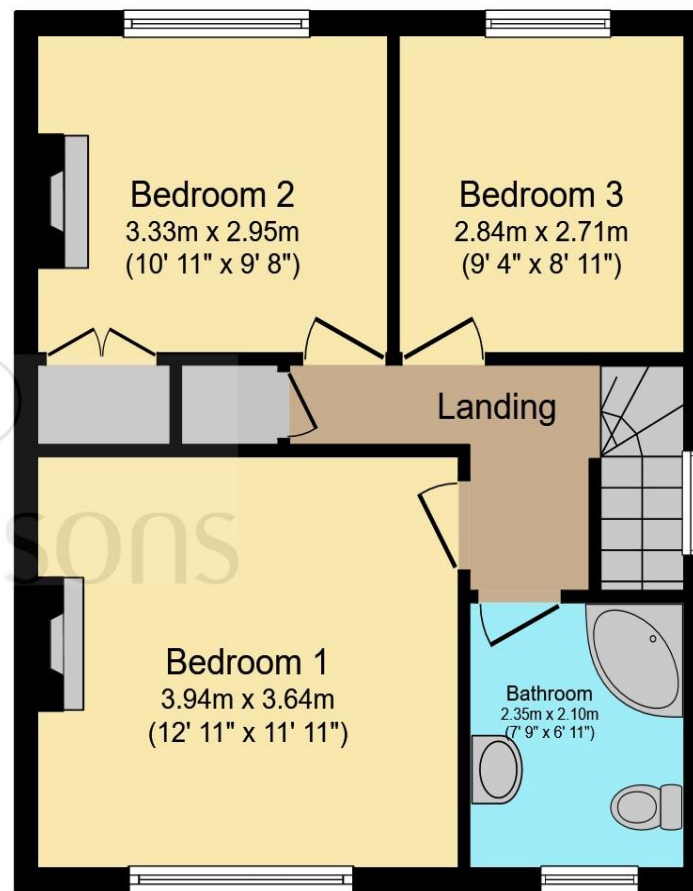 Bedroom 2
3.33m x 2.95m
(10' 11" x 9' 8")
Bedroom 3
2.84m x 2.71m
(9' 4" x 8' 11")
Landing
sons
Bedroom 1
3.94m x 3.64m
(12' 11" x 11' 11")
Bathroom
2.35m x 2.10m
(7' 9" x 6' 11")